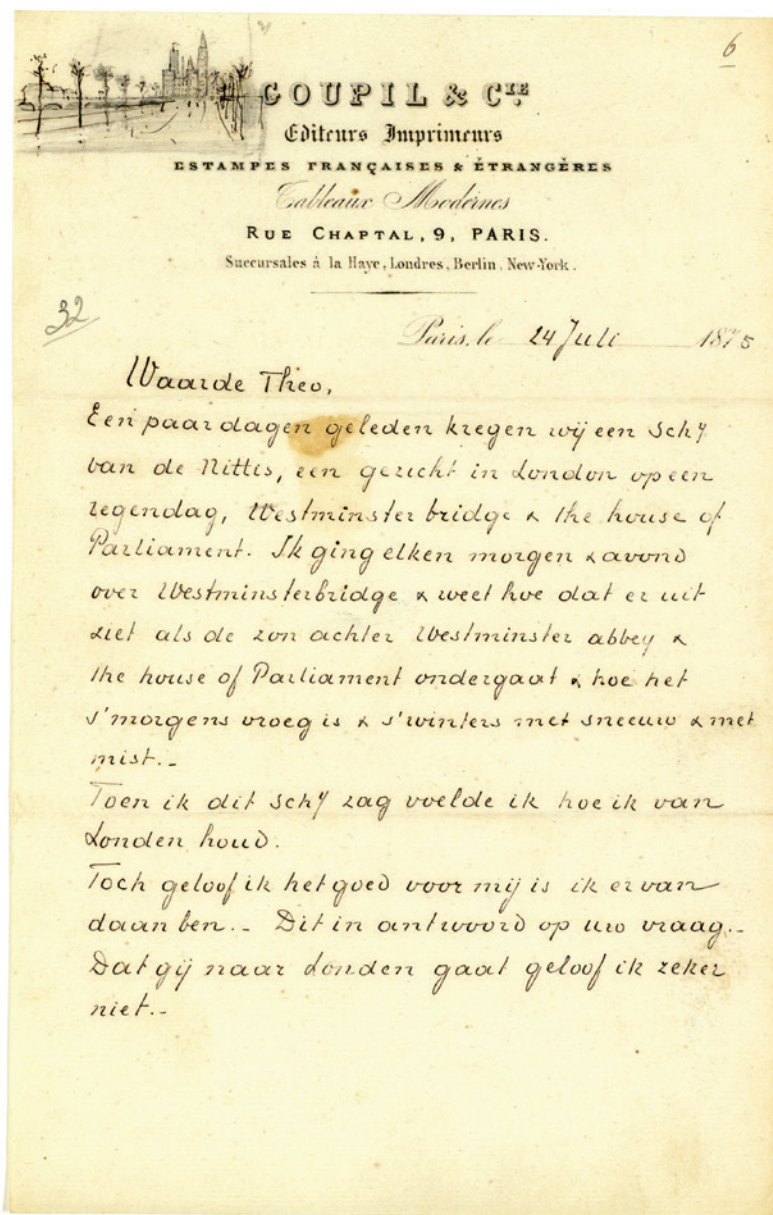 6
GOUPIL & CIE.
Editeurs Imprimeurs
ESTAMPES FRANÇAISES & ÉTRANGÈRES
Tableaux Modernes
RUE CHAPTAL, 9, PARIS.
Succursales à la Haye, Londres, Berlin, New-York.
32
Paris, le 24 Juli 1875
Waarde Theo,
Een paar dagen geleden kregen wij een schij
van de Nittis, een gezicht in London op een
regendag, Westminster bridge & the house of
Parliament. Ik ging elken morgen & avond
over Westminsterbridge & weet hoe dat er uit
ziet als de zon achter Westminster abbey &
the house of Parliament ondergaat & hoe het
s'morgens vroeg is & s'winters met sneeuw & met
mist.-
Toen ik dit schij zag voelde ik hoe ik van
Londen houd.
Toch geloof ik het goed voor mij is ik er van
daan ben.- Dit in antwoord op uw vraag.-
Dat gij naar Londen gaat geloof ik zeker
niet.-